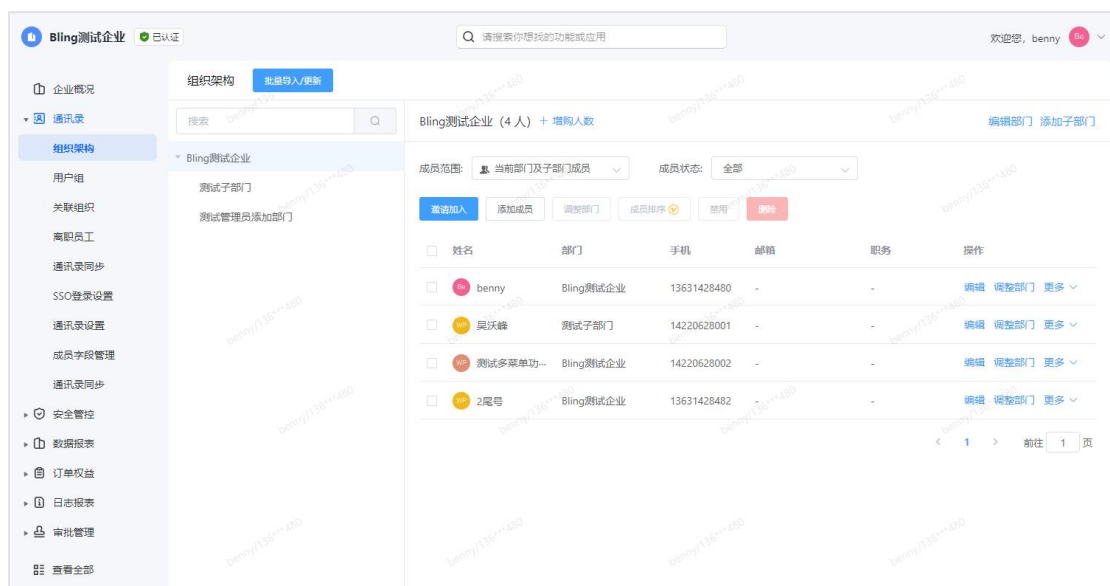 Bling测试企业 已认证 请搜索你想找的功能或应用 欢迎您, benny Be
企业概况
通讯录
组织架构
用户组
关联组织
离职员工
通讯录同步
SSO登录设置
通讯录设置
成员字段管理
通讯录同步
安全管控
数据报表
订单权益
日志报表
审批管理
查看全部
组织架构 批量导入/更新
搜索
Bling测试企业
测试子部门
测试管理员添加部门
Bling测试企业 (4 人) + 增购人数 编辑部门 添加子部门
成员范围: 当前部门及子部门成员 成员状态: 全部
邀请加入 添加成员 调整部门 成员排序 禁用 删除
姓名 部门 手机 邮箱 职务 操作
Be benny Bling测试企业 13631428480 - - 编辑 调整部门 更多
WP 吴沃峰 测试子部门 14220628001 - - 编辑 调整部门 更多
WP 测试多菜单功... Bling测试企业 14220628002 - - 编辑 调整部门 更多
WP 2尾号 Bling测试企业 13631428482 - - 编辑 调整部门 更多
< 1 > 前往 1 页
benny/136****480